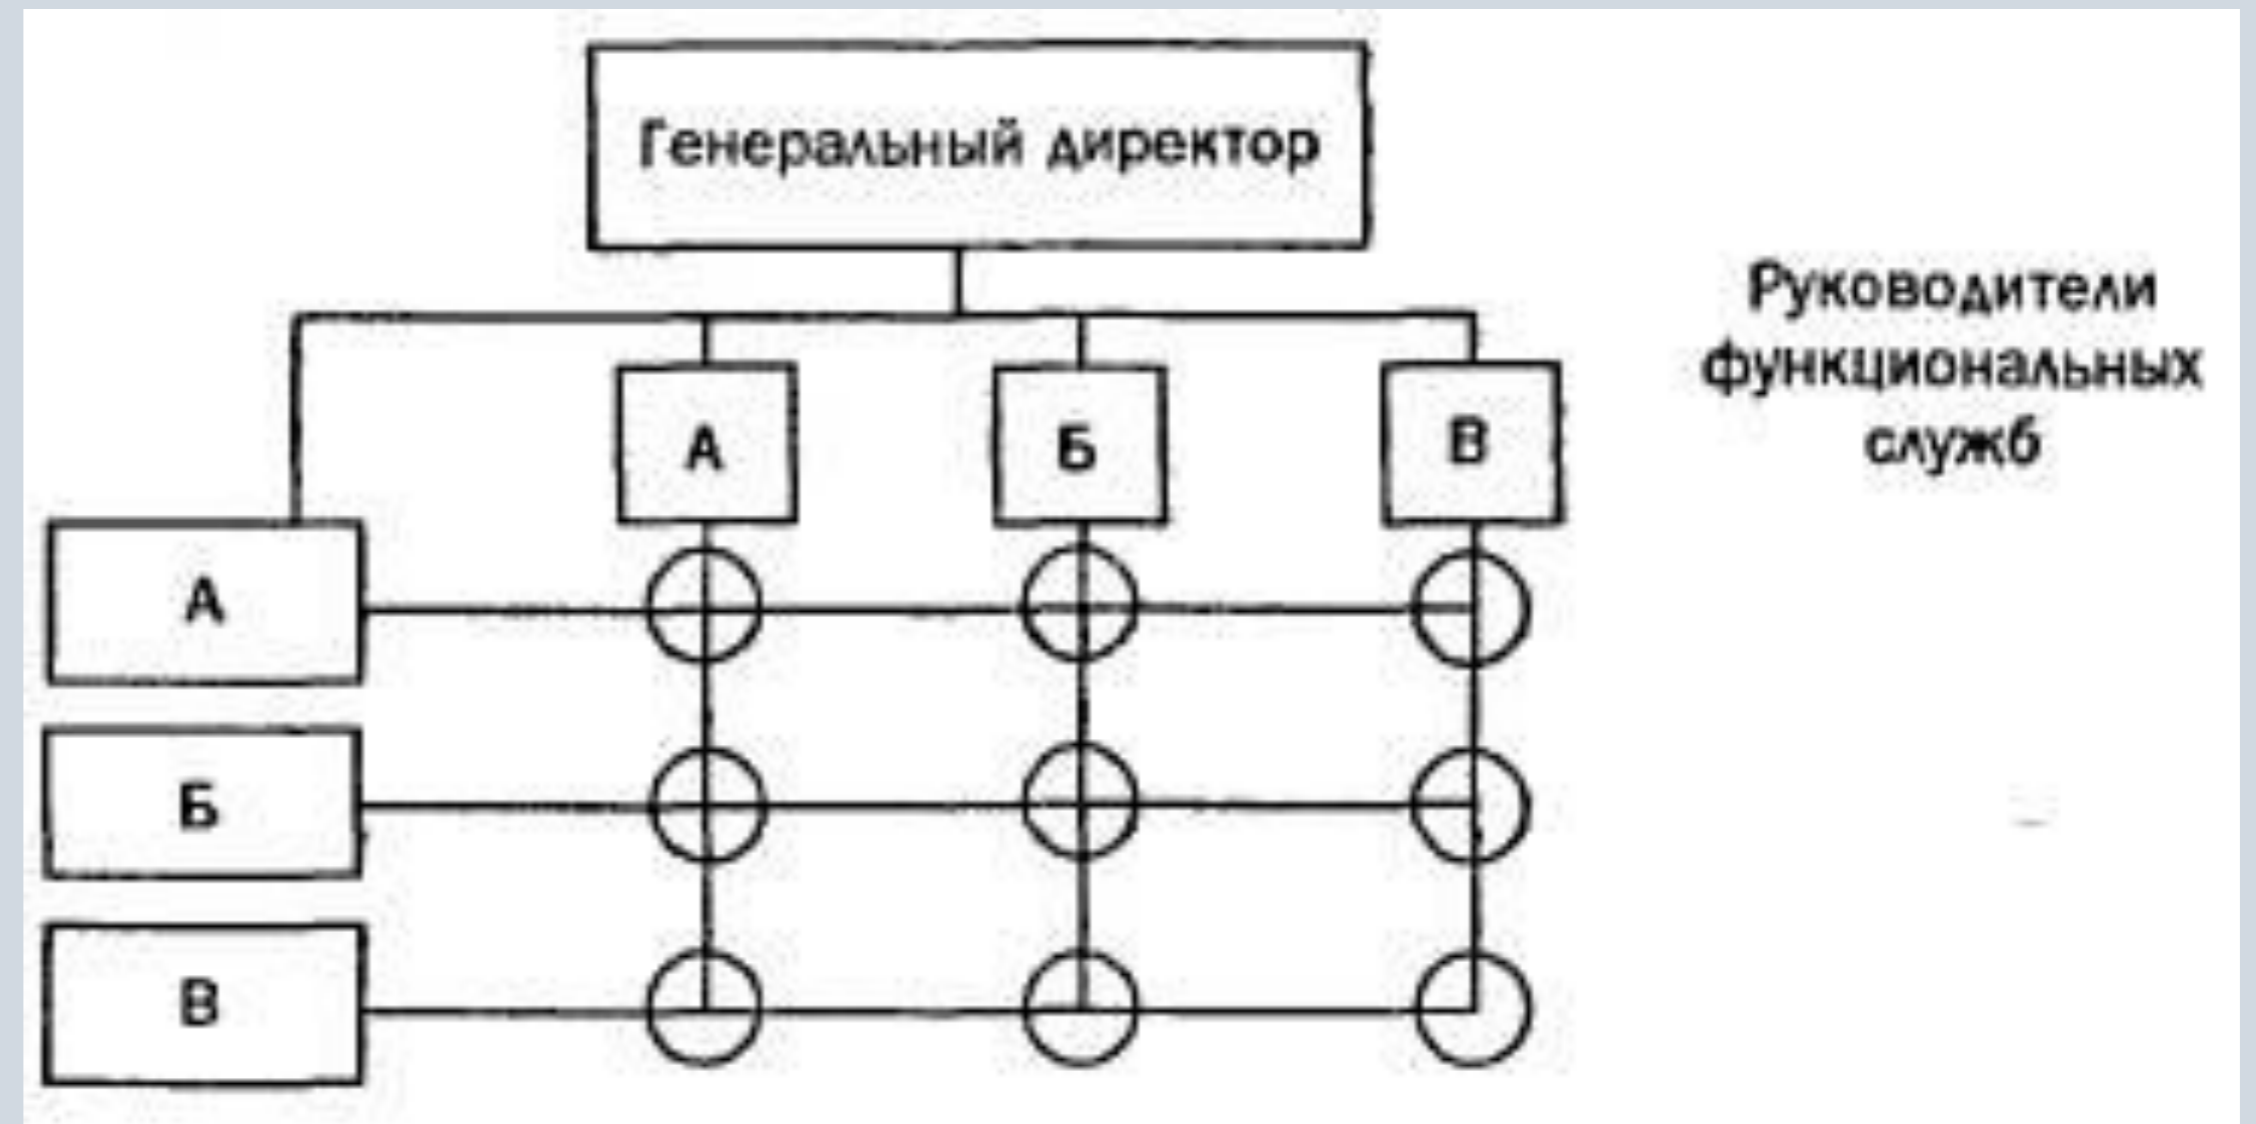 Генеральный директор
Руководители
функциональных
служб
А
Б
В
А
Б
В